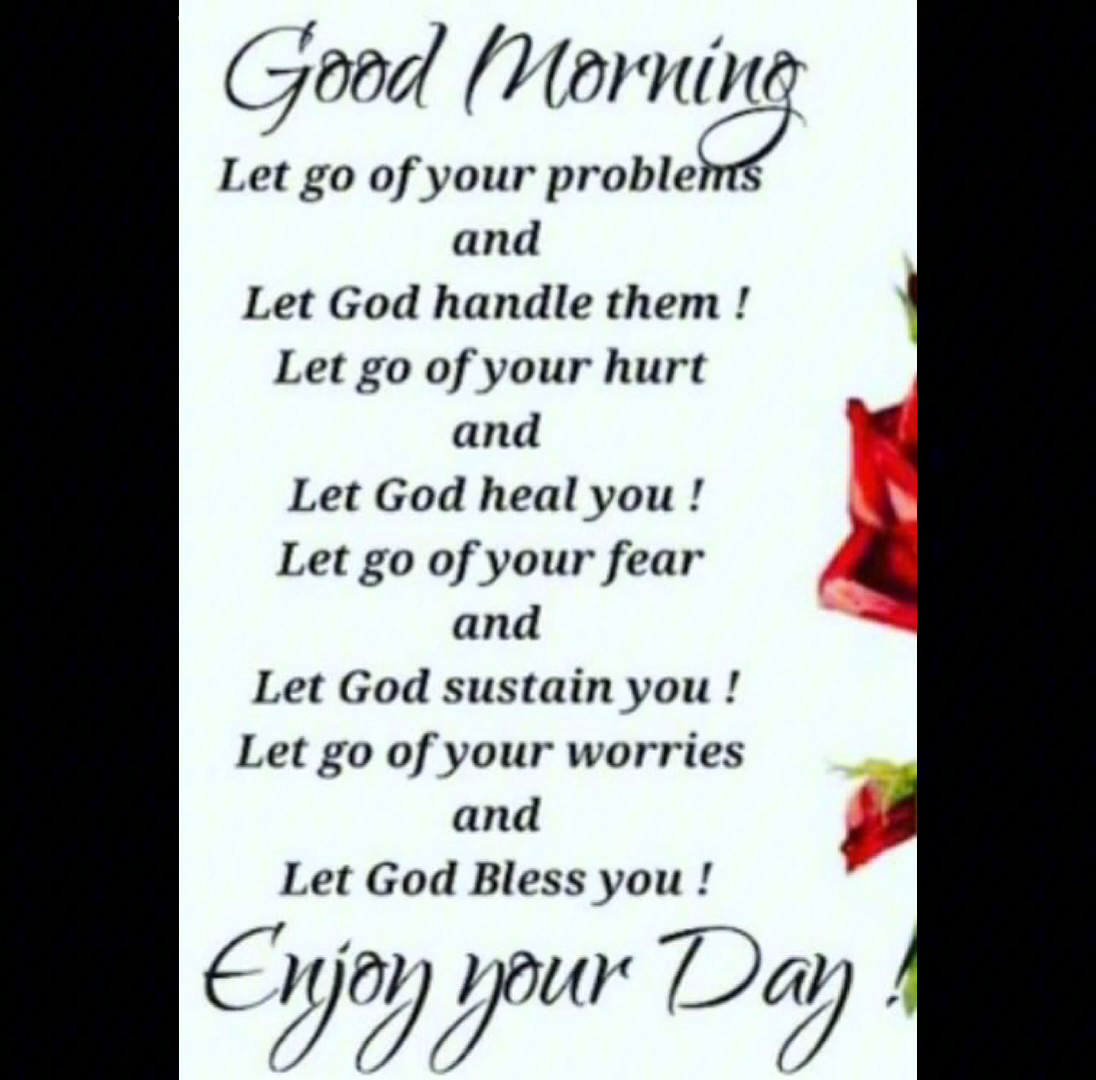 Good Morning
Let go of your problems
and
Let God handle them !
Let go of your hurt
and
Let God heal you !
Let go of your fear
and
Let God sustain you !
Let go of your worries
and
Let God Bless you !
Enjoy your Day !